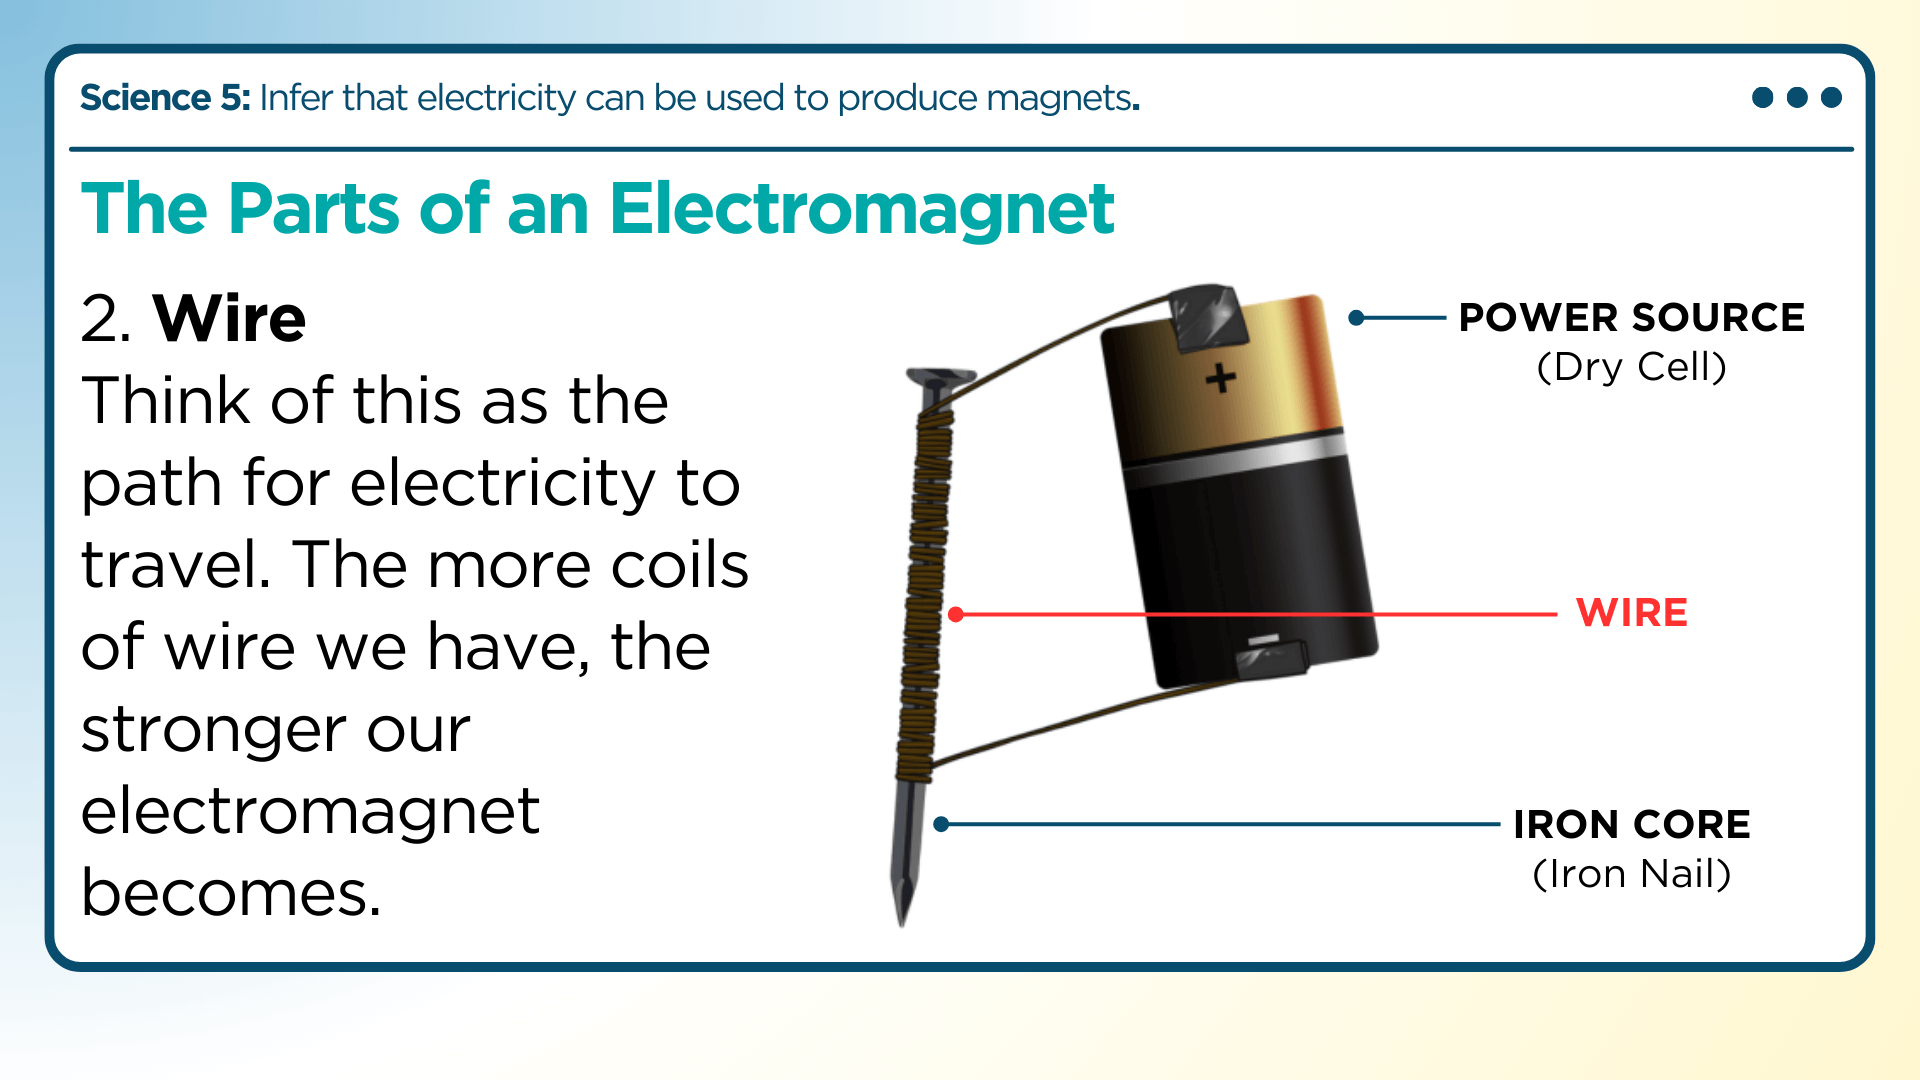 Science 5: Infer that electricity can be used to produce magnets.
The Parts of an Electromagnet
2. Wire
Think of this as the
path for electricity to
travel. The more coils
of wire we have, the
stronger our
electromagnet
becomes.
+
POWER SOURCE
(Dry Cell)
WIRE
IRON CORE
(Iron Nail)